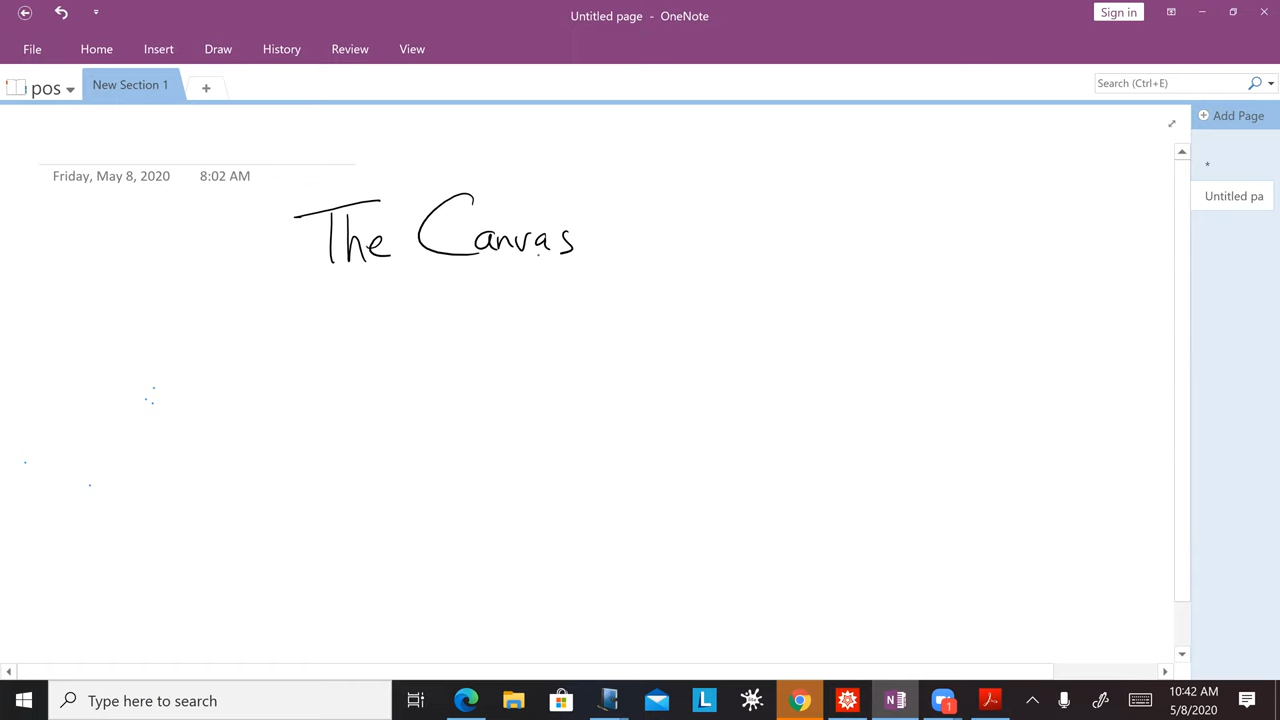 Untitled page - OneNote
Sign in
File Home Insert Draw History Review View
pos New Section 1 +
Search (Ctrl+E)
Add Page
Friday, May 8, 2020 8:02 AM
*
Untitled pa
The Canvas
Type here to search
L
N
1
10:42 AM
5/8/2020